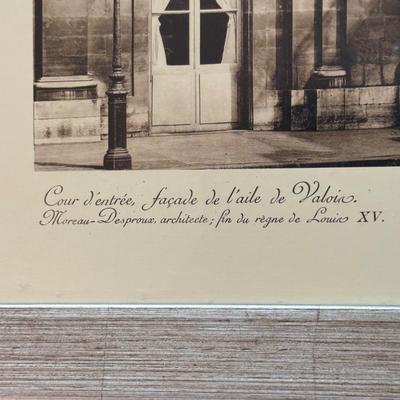 Cour d'entrée, façade de l'aile de Valois.
Moreau-Desproux, architecte; fin du règne de Louis XV.